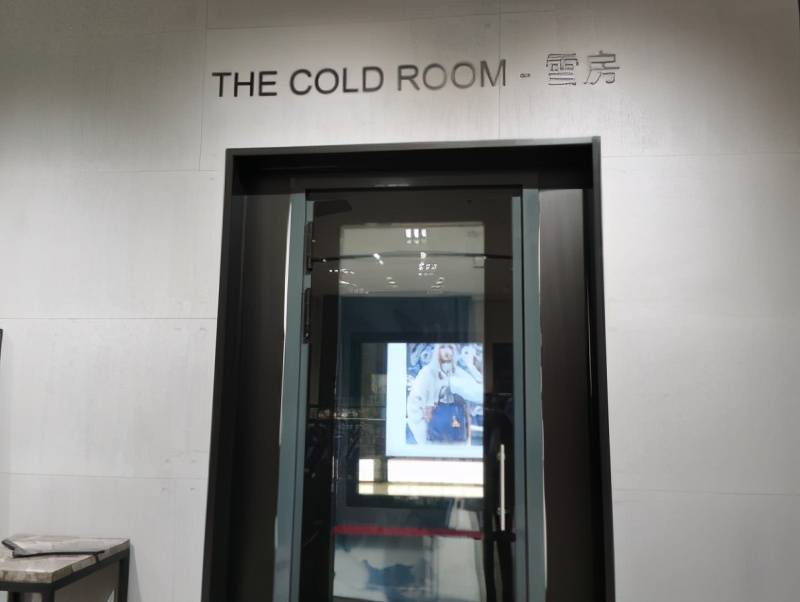 THE COLD ROOM - 雪房